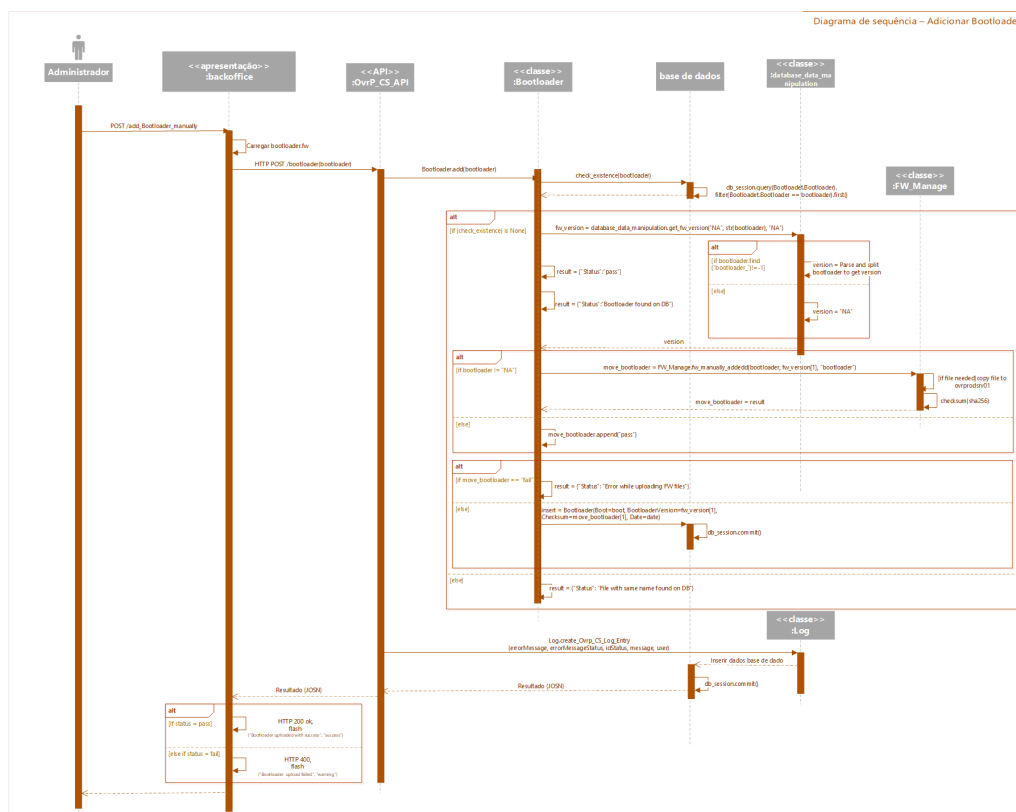 Diagrama de sequência – Adicionar Bootloade
Administrador
<<apresentação>>
:backoffice
<<API>>
:OvrP_CS_API
<<classe>>
:Bootloader
base de dados
<<classe>>
:database_data_ma
nipulation
<<classe>>
:FW_Manage
POST /add_Bootloader_manually
Carregar bootloader.fw
HTTP POST /bootloader(bootloader)
Bootloader.add(bootloader)
check_existence(bootloader)
db_session.query(Bootloader.Bootloader).
filter(Bootloader.Bootloader == bootloader).first()
alt
[if (check_existence) is None]
fw_version = database_data_manipulation.get_fw_version("NA", str(bootloader), "NA")
alt
[if bootloader.find
("bootloader_")!=-1]
version = Parse and split
bootloader to get version
[else]
version = "NA"
result = {"Status":"pass"}
result = {"Status":"Bootloader found on DB"}
version
alt
[if bootloader != "NA"]
move_bootloader = FW_Manage.fw_manually_addedd(bootloader, fw_version[1], "bootloader")
[if file needed] copy file to
ovrprodsrv01
checksum(sha256)
move_bootloader = result
[else]
move_bootloader.append("pass")
alt
[if move_bootloader == "fail"
result = {"Status": "Error while uploading FW files"}
[else]
insert = Bootloader(Boot=boot, BootloaderVersion=fw_version[1],
Checksum=move_bootloader[1], Date=date)
db_session.commit()
[else]
result = {"Status": "File with same name found on DB"}
<<classe>>
:Log
Log.create_Ovrp_CS_Log_Entry
(errorMessage, errorMessageStatus, idStatus, message, user)
Inserir dados base de dado
db_session.commit()
Resultado (JOSN)
Resultado (JOSN)
alt
[if status = pass]
HTTP 200 ok,
flash
("Bootloader uploaded with success", "success")
[else if status = fail]
HTTP 400,
flash
("Bootloader upload failed", "warning")